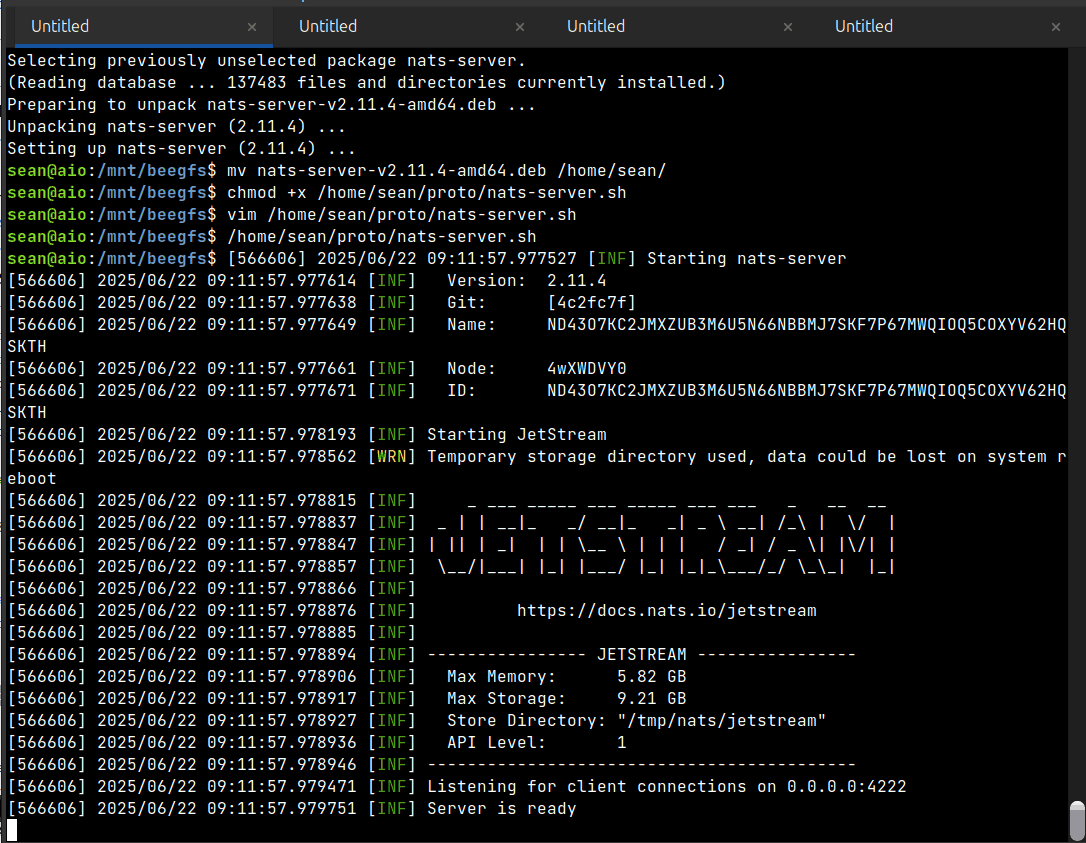 Untitled × Untitled × Untitled × Untitled ×
Selecting previously unselected package nats-server.
(Reading database ... 137483 files and directories currently installed.)
Preparing to unpack nats-server-v2.11.4-amd64.deb ...
Unpacking nats-server (2.11.4) ...
Setting up nats-server (2.11.4) ...
sean@aio:/mnt/beegfs$ mv nats-server-v2.11.4-amd64.deb /home/sean/
sean@aio:/mnt/beegfs$ chmod +x /home/sean/proto/nats-server.sh
sean@aio:/mnt/beegfs$ vim /home/sean/proto/nats-server.sh
sean@aio:/mnt/beegfs$ /home/sean/proto/nats-server.sh
sean@aio:/mnt/beegfs$ [566606] 2025/06/22 09:11:57.977527 [INF] Starting nats-server
[566606] 2025/06/22 09:11:57.977614 [INF]   Version:  2.11.4
[566606] 2025/06/22 09:11:57.977638 [INF]   Git:      [4c2fc7f]
[566606] 2025/06/22 09:11:57.977649 [INF]   Name:     ND43O7KC2JMXZUB3M6U5N66NBBMJ7SKF7P67MWQIOQ5COXYV62HQ
SKTH
[566606] 2025/06/22 09:11:57.977661 [INF]   Node:     4wXWDVY0
[566606] 2025/06/22 09:11:57.977671 [INF]   ID:       ND43O7KC2JMXZUB3M6U5N66NBBMJ7SKF7P67MWQIOQ5COXYV62HQ
SKTH
[566606] 2025/06/22 09:11:57.978193 [INF] Starting JetStream
[566606] 2025/06/22 09:11:57.978562 [WRN] Temporary storage directory used, data could be lost on system r
eboot
[566606] 2025/06/22 09:11:57.978815 [INF]     _ ___ _____ ___ _____ ___ ___   _   __  __
[566606] 2025/06/22 09:11:57.978837 [INF]  _ | | __|_   _/ __|_   _| _ \ __| /_\ |  \/  |
[566606] 2025/06/22 09:11:57.978847 [INF] | || | _|  | | \__ \ | | |   / _| / _ \| |\/| |
[566606] 2025/06/22 09:11:57.978857 [INF]  \__/|___| |_| |___/ |_| |_|_\___/_/ \_\_|  |_|
[566606] 2025/06/22 09:11:57.978866 [INF]
[566606] 2025/06/22 09:11:57.978876 [INF]          https://docs.nats.io/jetstream
[566606] 2025/06/22 09:11:57.978885 [INF]
[566606] 2025/06/22 09:11:57.978894 [INF] ---------------- JETSTREAM ----------------
[566606] 2025/06/22 09:11:57.978906 [INF]   Max Memory:      5.82 GB
[566606] 2025/06/22 09:11:57.978917 [INF]   Max Storage:     9.21 GB
[566606] 2025/06/22 09:11:57.978927 [INF]   Store Directory: "/tmp/nats/jetstream"
[566606] 2025/06/22 09:11:57.978936 [INF]   API Level:       1
[566606] 2025/06/22 09:11:57.978946 [INF] -------------------------------------------
[566606] 2025/06/22 09:11:57.979471 [INF] Listening for client connections on 0.0.0.0:4222
[566606] 2025/06/22 09:11:57.979751 [INF] Server is ready